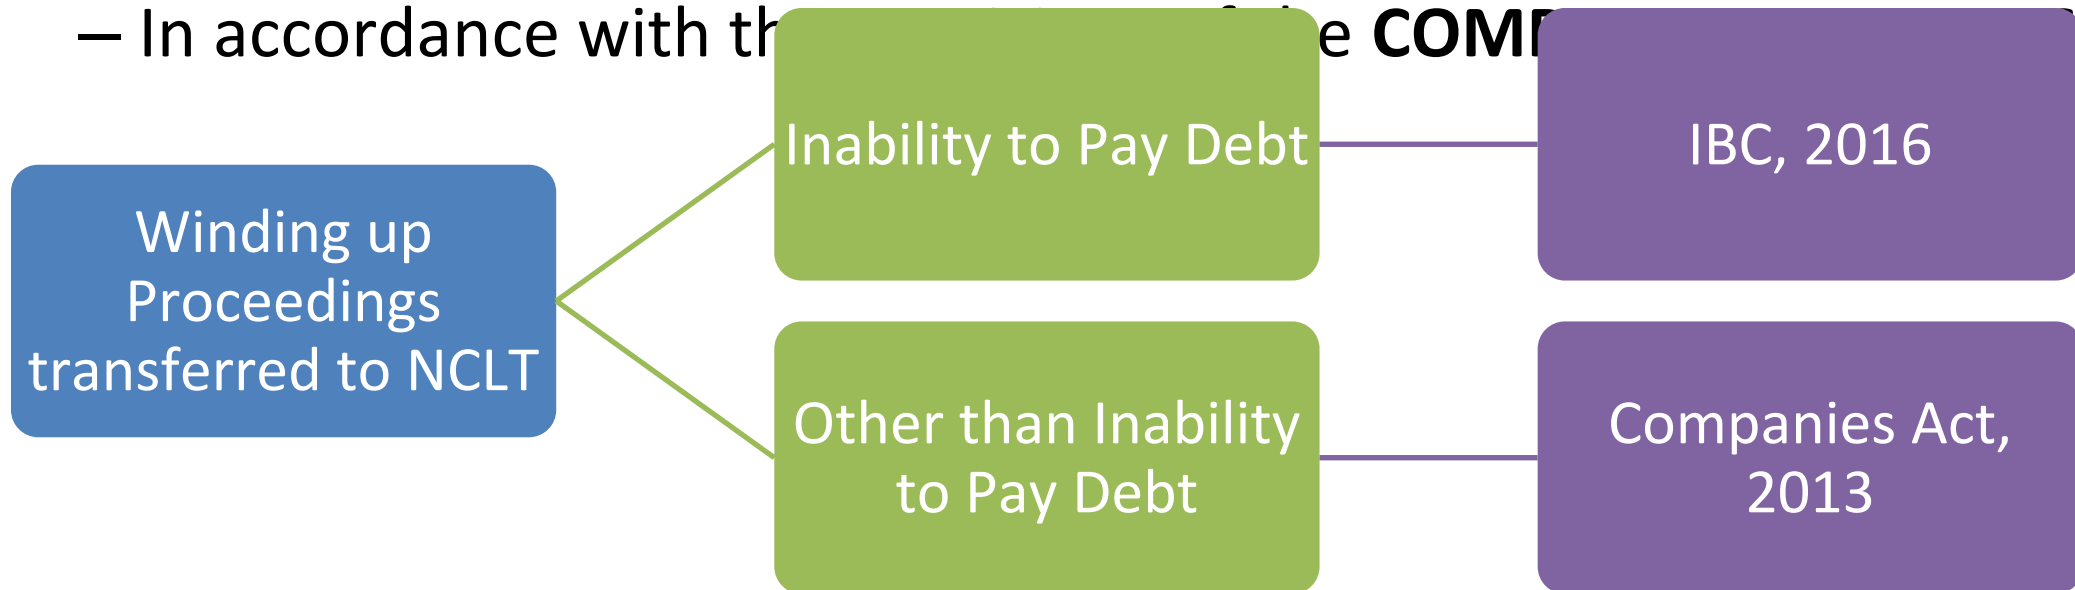 – In accordance with the COMP
Inability to Pay Debt
IBC, 2016
Winding up
Proceedings
transferred to NCLT
Other than Inability
to Pay Debt
Companies Act,
2013